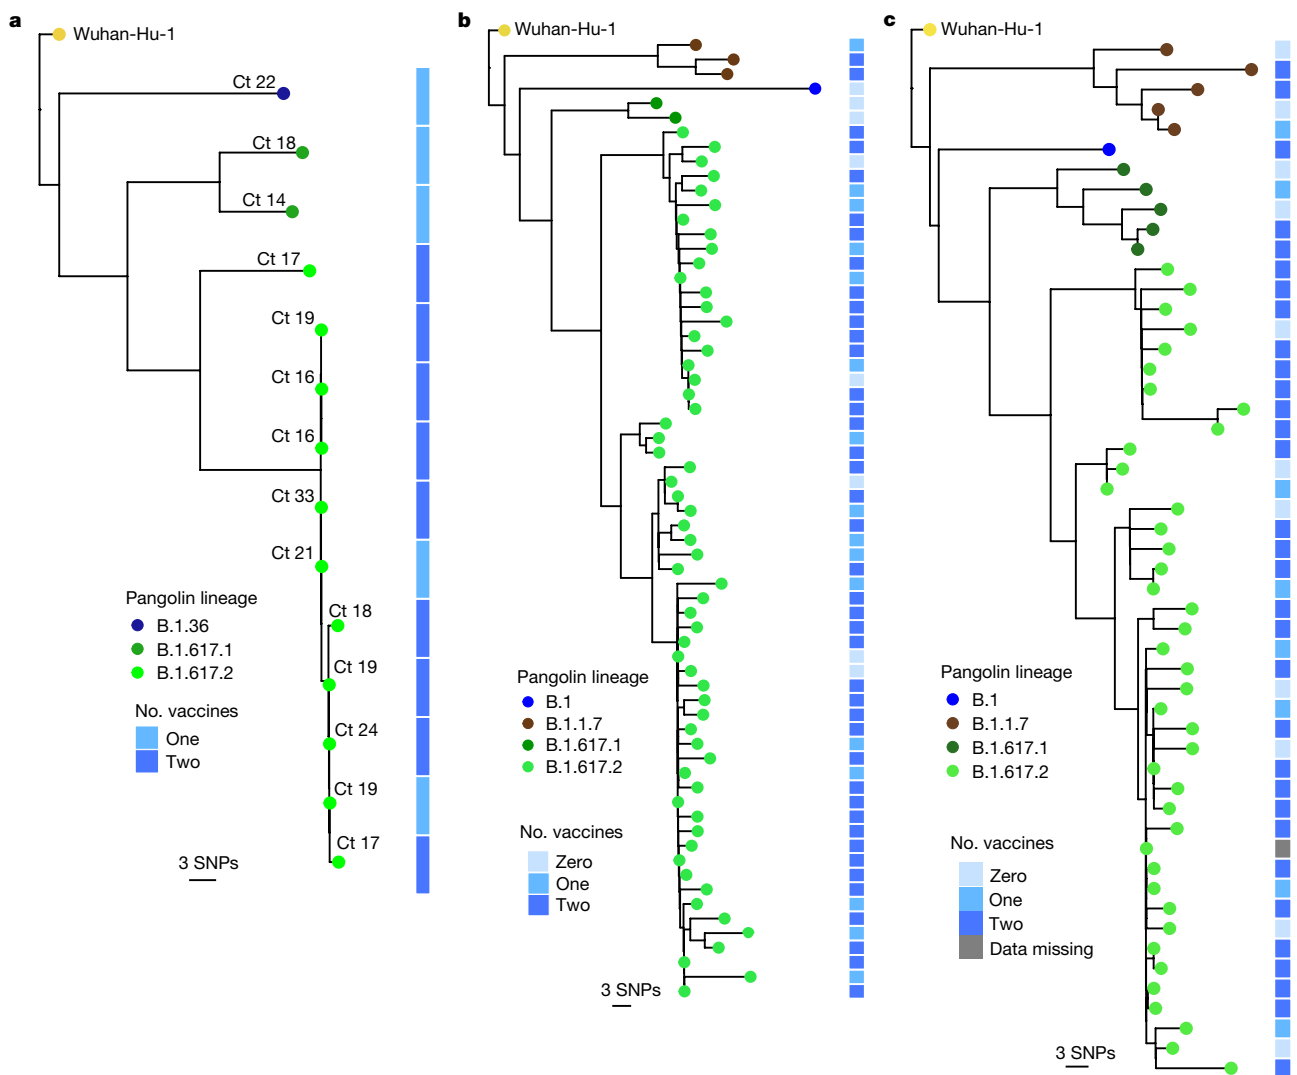 a
Wuhan-Hu-1
Ct 22
Ct 18
Ct 14
Ct 17
Ct 19
Ct 16
Ct 16
Ct 33
Ct 21
Ct 18
Ct 19
Ct 24
Ct 19
Ct 17
Pangolin lineage
B.1.36
B.1.617.1
B.1.617.2
No. vaccines
One
Two
3 SNPs
b
Wuhan-Hu-1
Pangolin lineage
B.1
B.1.1.7
B.1.617.1
B.1.617.2
No. vaccines
Zero
One
Two
3 SNPs
c
Wuhan-Hu-1
Pangolin lineage
B.1
B.1.1.7
B.1.617.1
B.1.617.2
No. vaccines
Zero
One
Two
Data missing
3 SNPs